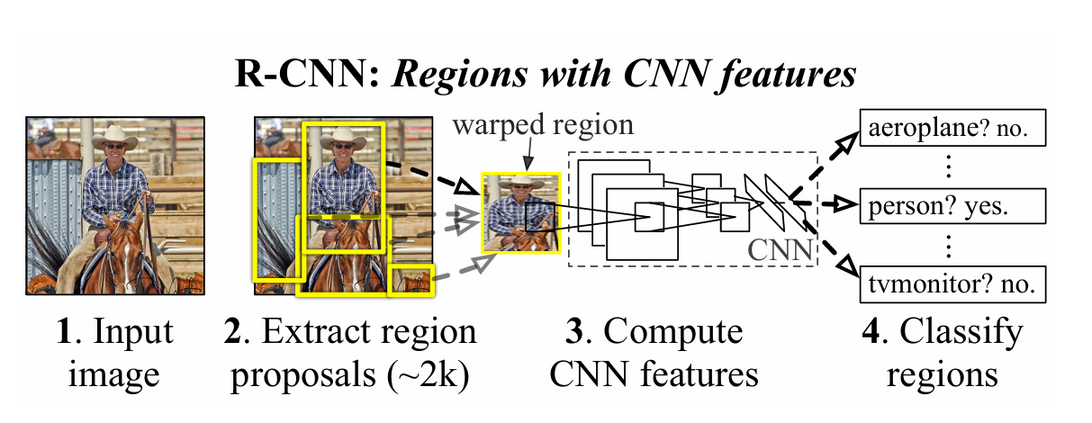 R-CNN: Regions with CNN features
warped region
aeroplane? no.
⋮
person? yes.
⋮
tvmonitor? no.
CNN
1. Input
image
2. Extract region
proposals (~2k)
3. Compute
CNN features
4. Classify
regions